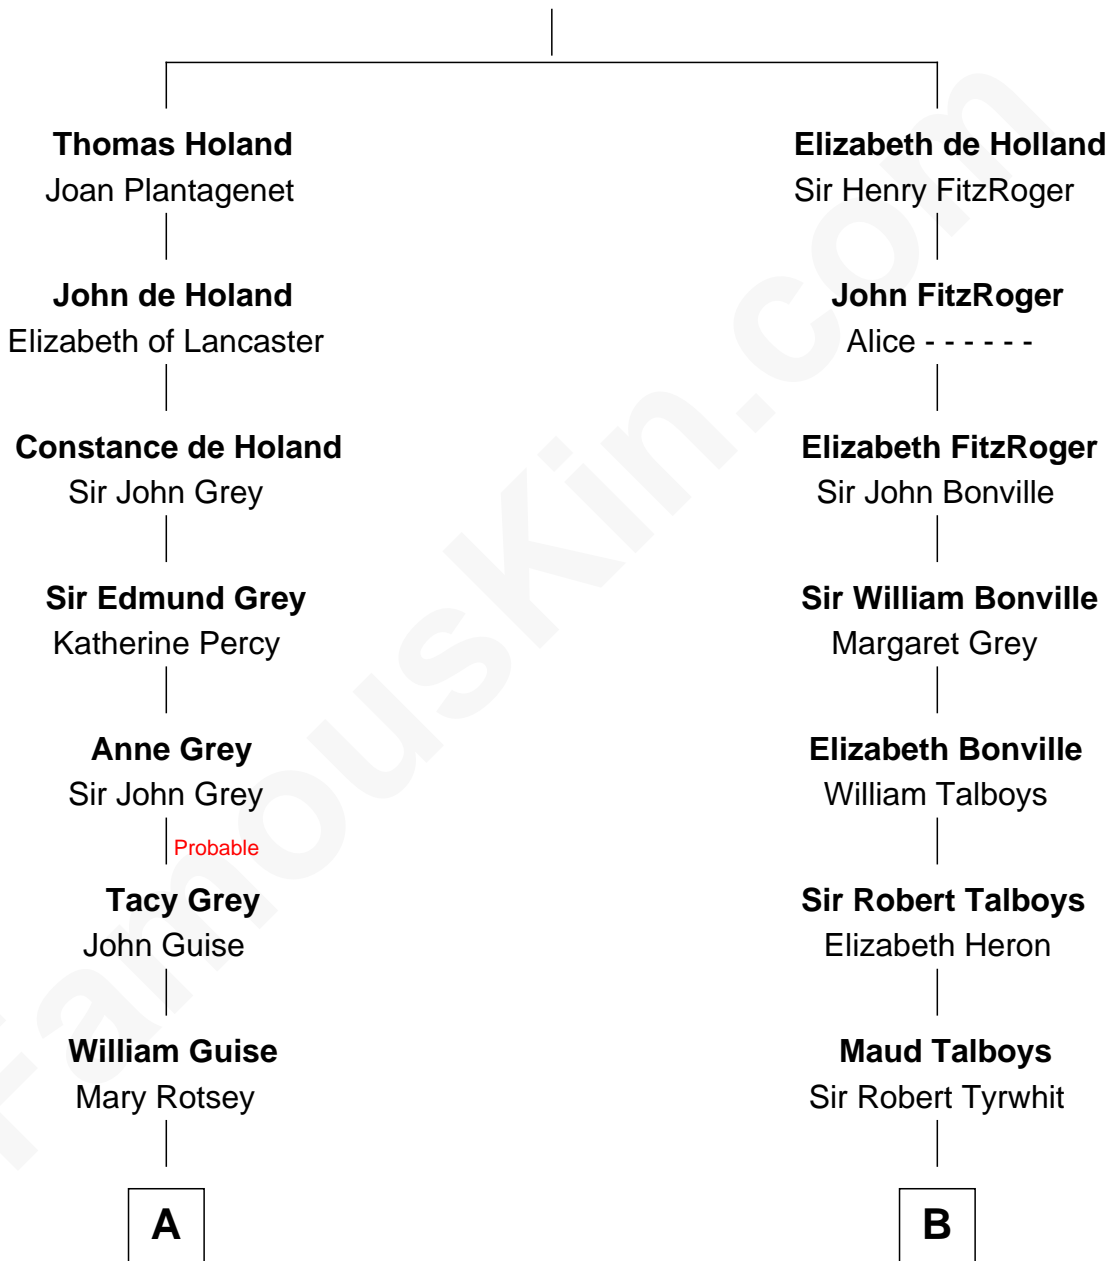 Thomas Holand
Joan Plantagenet
John de Holand
Elizabeth of Lancaster
Constance de Holand
Sir John Grey
Sir Edmund Grey
Katherine Percy
Anne Grey
Sir John Grey
Probable
Tacy Grey
John Guise
William Guise
Mary Rotsey
A
Elizabeth de Holland
Sir Henry FitzRoger
John FitzRoger
Alice - - - - - -
Elizabeth FitzRoger
Sir John Bonville
Sir William Bonville
Margaret Grey
Elizabeth Bonville
William Talboys
Sir Robert Talboys
Elizabeth Heron
Maud Talboys
Sir Robert Tyrwhit
B
FamousKin.com